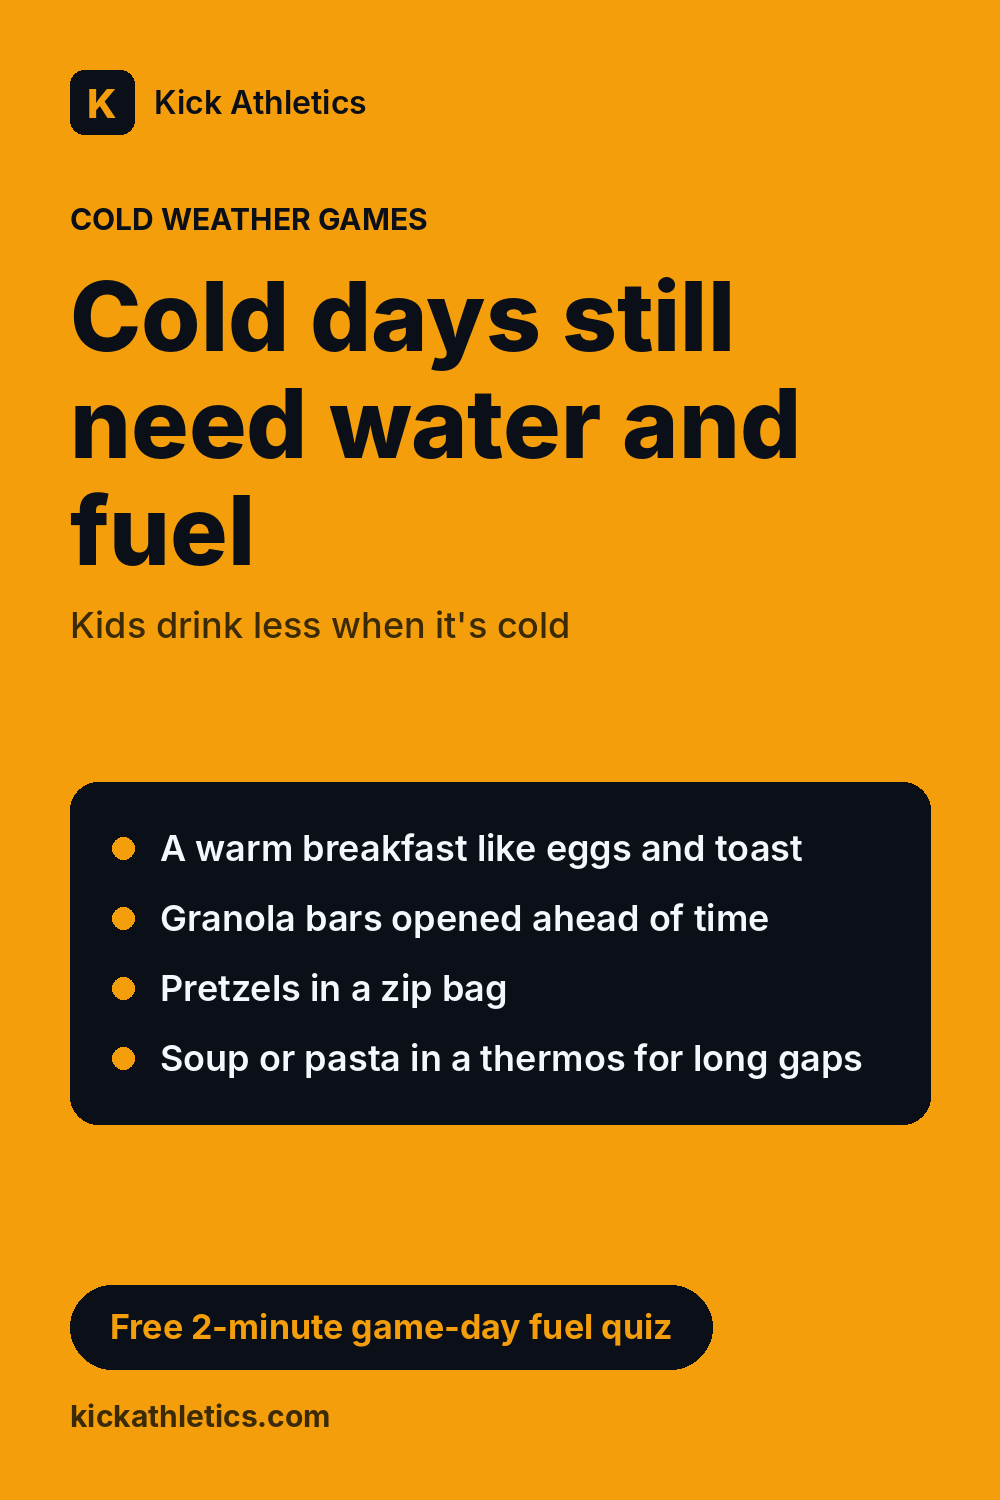 K
Kick Athletics
COLD WEATHER GAMES
Cold days still
need water and
fuel
Kids drink less when it's cold
A warm breakfast like eggs and toast
Granola bars opened ahead of time
Pretzels in a zip bag
Soup or pasta in a thermos for long gaps
Free 2-minute game-day fuel quiz
kickathletics.com